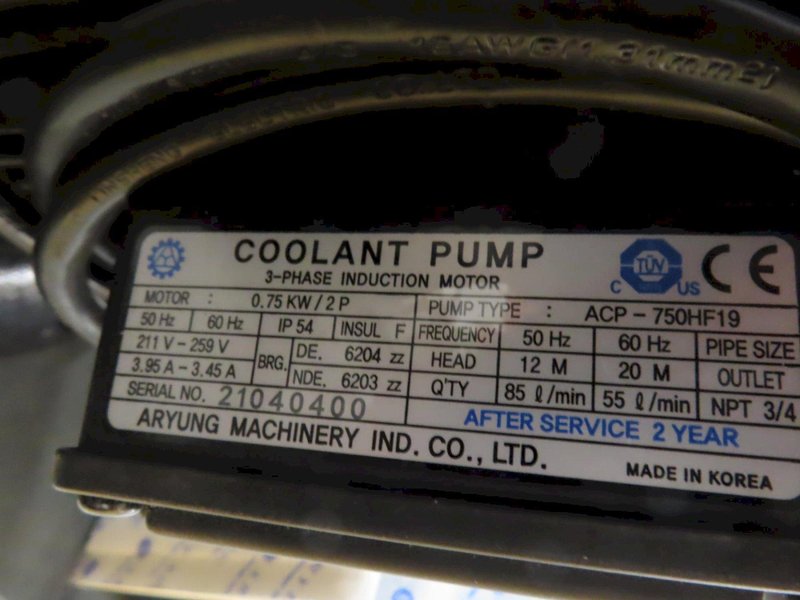 16AWG(1.31mm2)
COOLANT PUMP
3-PHASE INDUCTION MOTOR
TÜV
C US
CE
MOTOR : 0.75 KW / 2 P
PUMP TYPE : ACP - 750HF19
50 Hz 60 Hz IP 54 INSUL F
FREQUENCY 50 Hz 60 Hz PIPE SIZE
211 V - 259 V BRG. DE. 6204 ZZ
HEAD 12 M 20 M OUTLET
3.95 A - 3.45 A NDE. 6203 ZZ
Q'TY 85 ℓ/min 55 ℓ/min NPT 3/4
SERIAL NO. 21040400
AFTER SERVICE 2 YEAR
ARYUNG MACHINERY IND. CO., LTD.
MADE IN KOREA